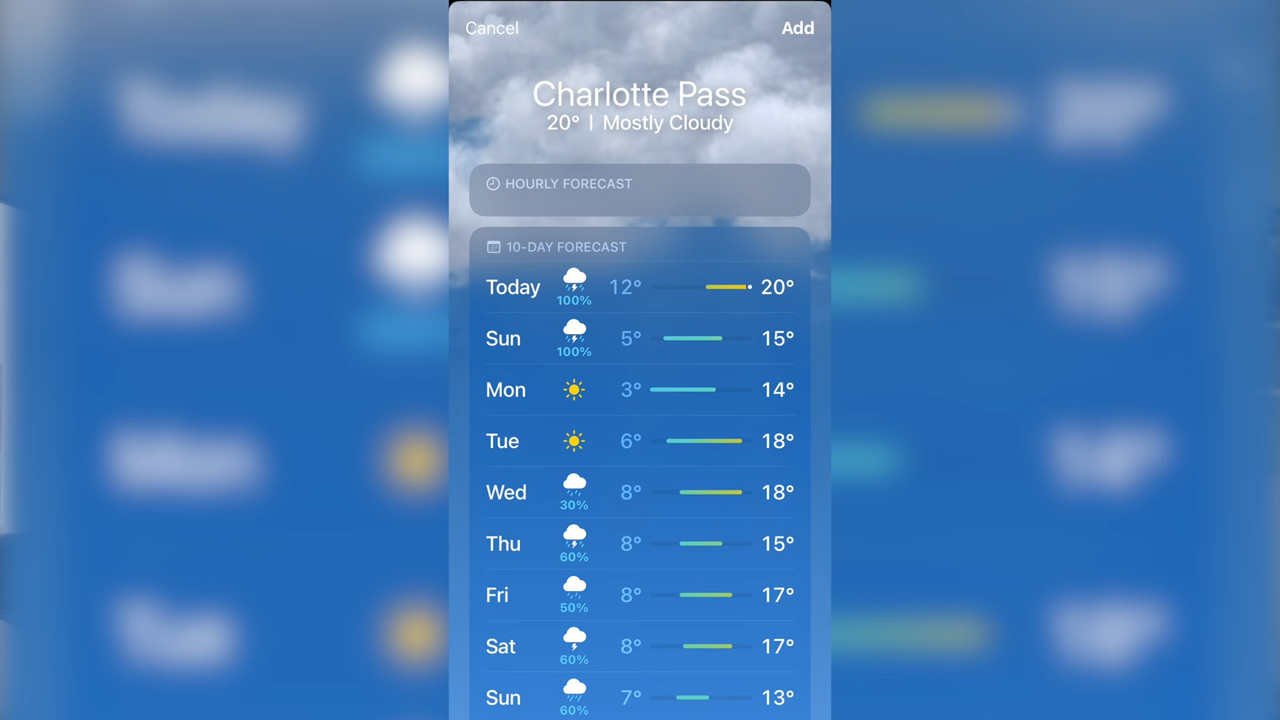 Cancel Add
Charlotte Pass
20° | Mostly Cloudy
HOURLY FORECAST
10-DAY FORECAST
Today 12° 20°
100%
Sun 5° 15°
100%
Mon 3° 14°
Tue 6° 18°
Wed 8° 18°
30%
Thu 8° 15°
60%
Fri 8° 17°
50%
Sat 8° 17°
60%
Sun 7° 13°
60%